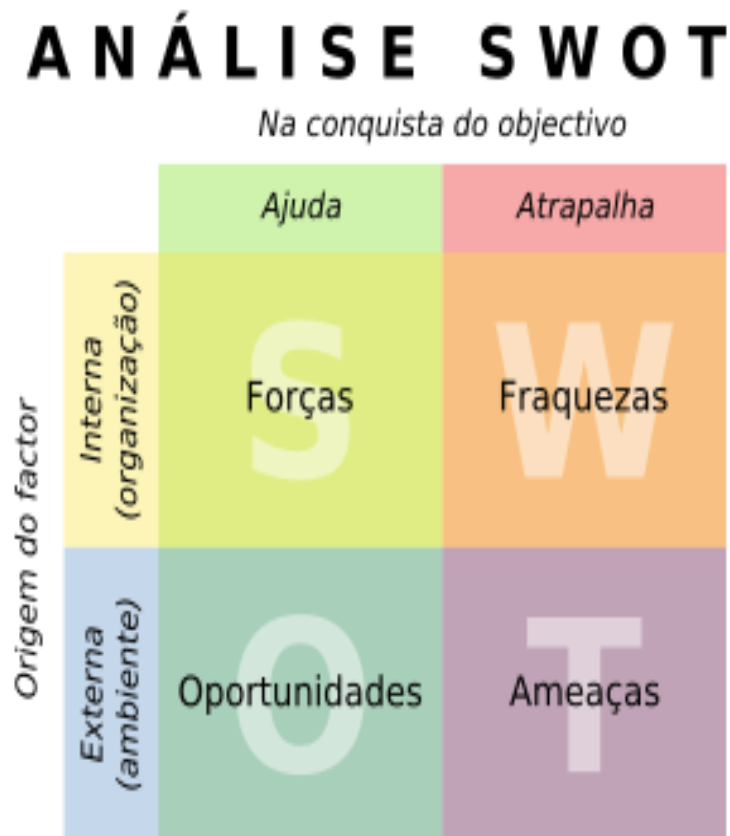 ANÁLISE SWOT
Na conquista do objectivo
Ajuda
Atrapalha
Origem do factor
Interna
(organização)
S
Forças
W
Fraquezas
Externa
(ambiente)
O
Oportunidades
T
Ameaças